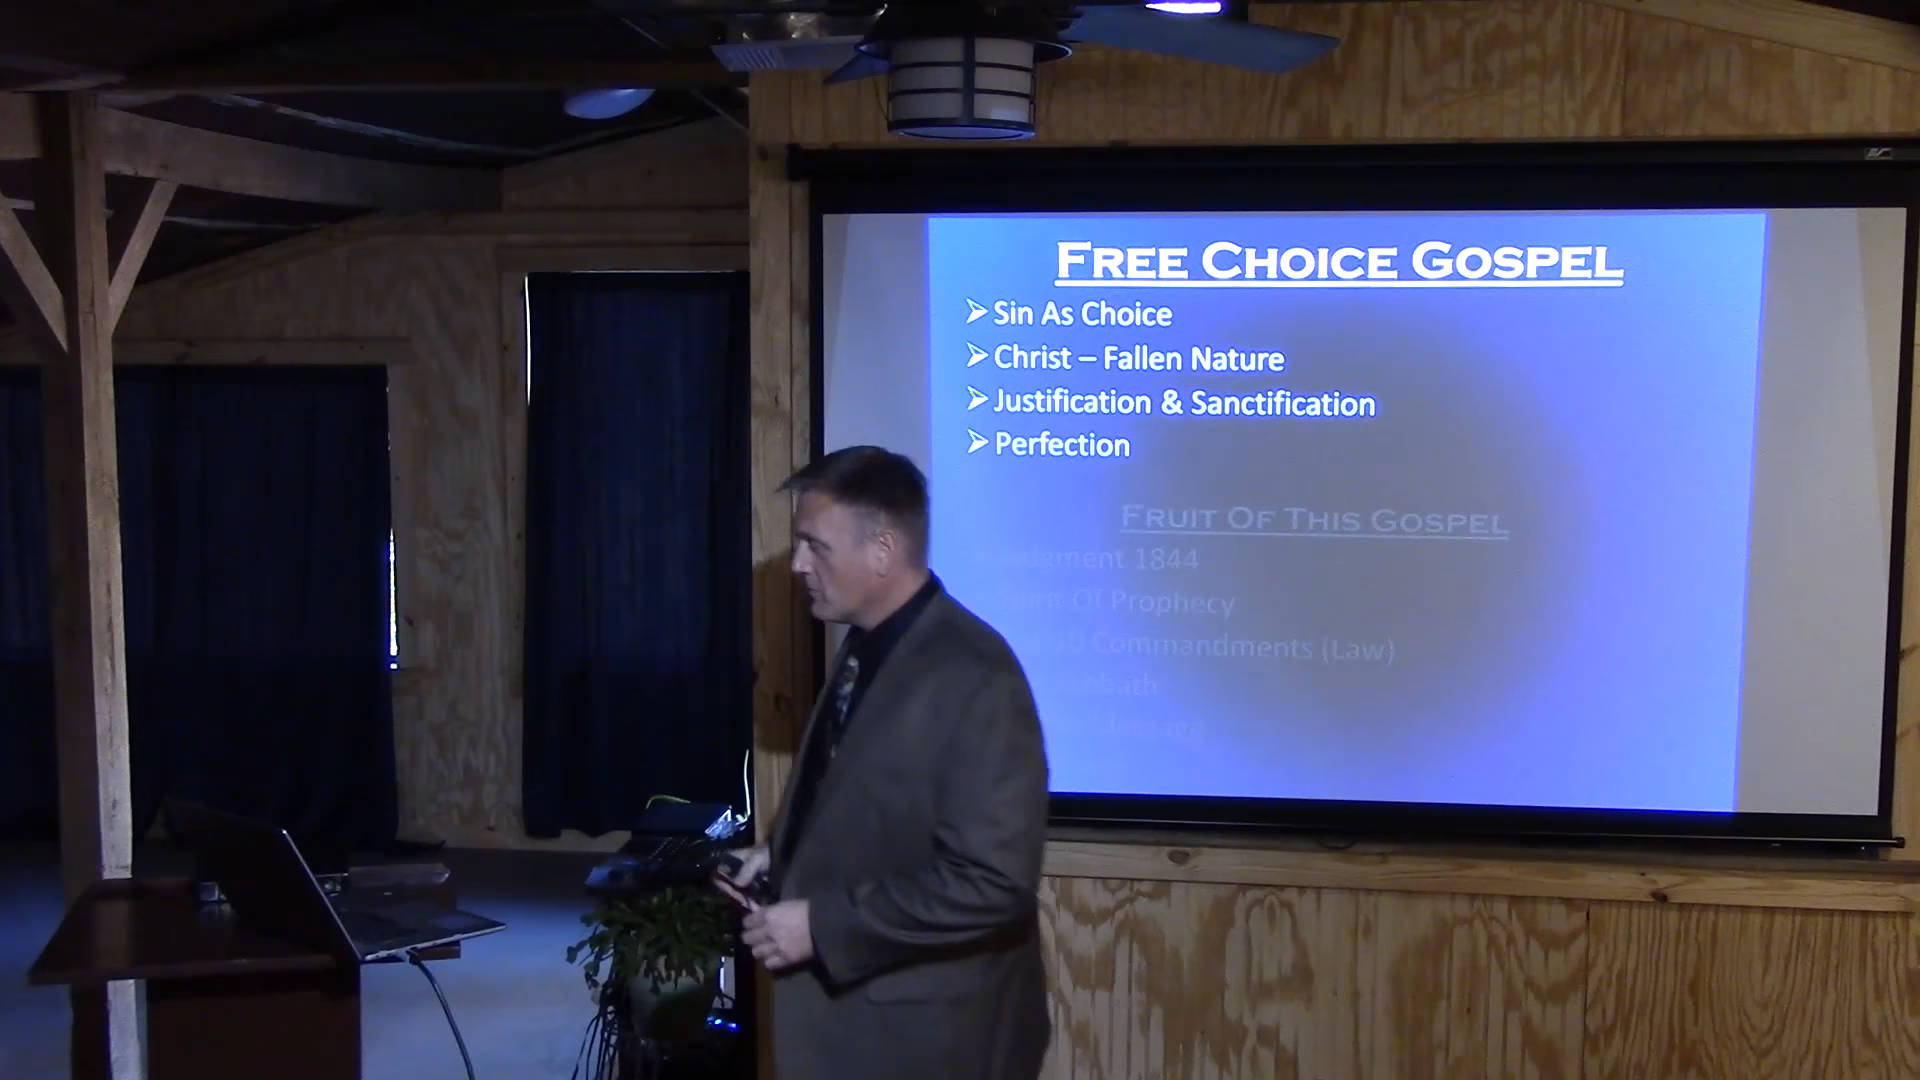 FREE CHOICE GOSPEL
Sin As Choice
Christ – Fallen Nature
Justification & Sanctification
Perfection
FRUIT OF THIS GOSPEL
1844
Of Prophecy
10 Commandments (Law)